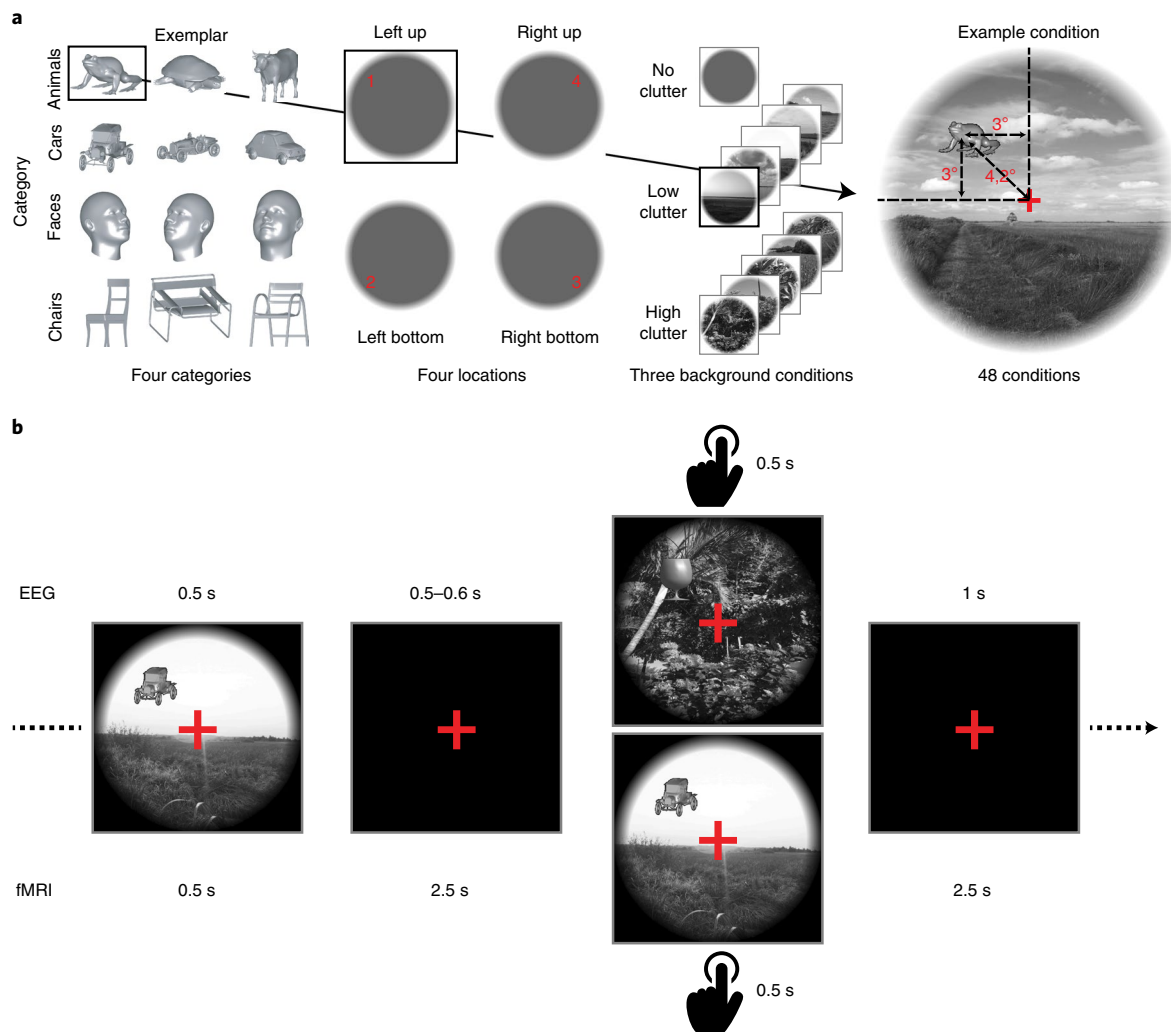 a
Exemplar
Left up
Right up
Example condition
Category
Animals
Cars
Faces
Chairs
1
4
2
3
No
clutter
Low
clutter
High
clutter
3°
3°
4,2°
Left bottom
Right bottom
Four categories
Four locations
Three background conditions
48 conditions
b
0.5 s
EEG
0.5 s
0.5–0.6 s
1 s
fMRI
0.5 s
2.5 s
2.5 s
0.5 s